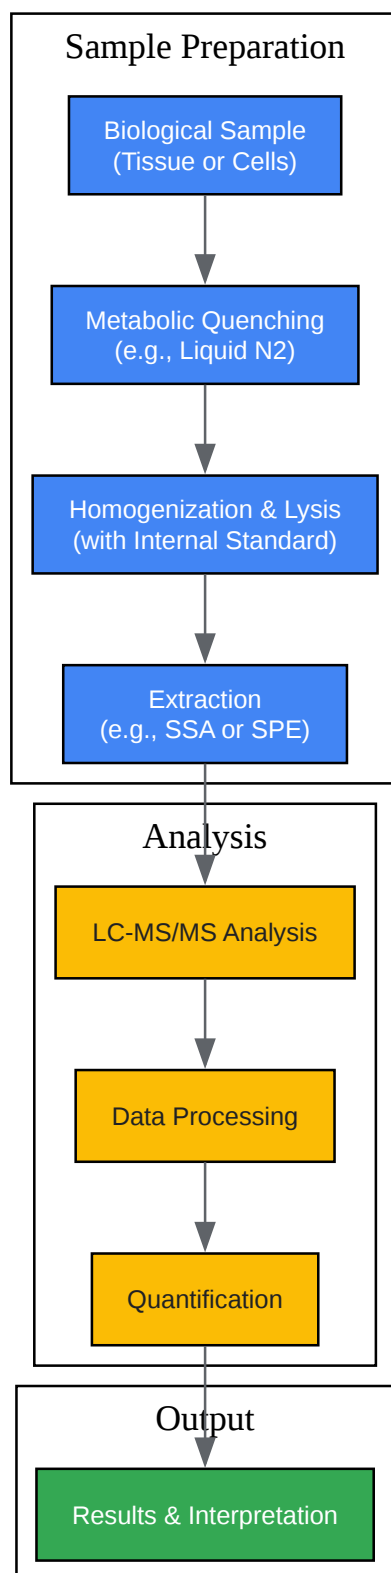 Sample Preparation
Biological Sample
(Tissue or Cells)
Metabolic Quenching
(e.g., Liquid N2)
Homogenization & Lysis
(with Internal Standard)
Extraction
(e.g., SSA or SPE)
Analysis
LC-MS/MS Analysis
Data Processing
Quantification
Output
Results & Interpretation